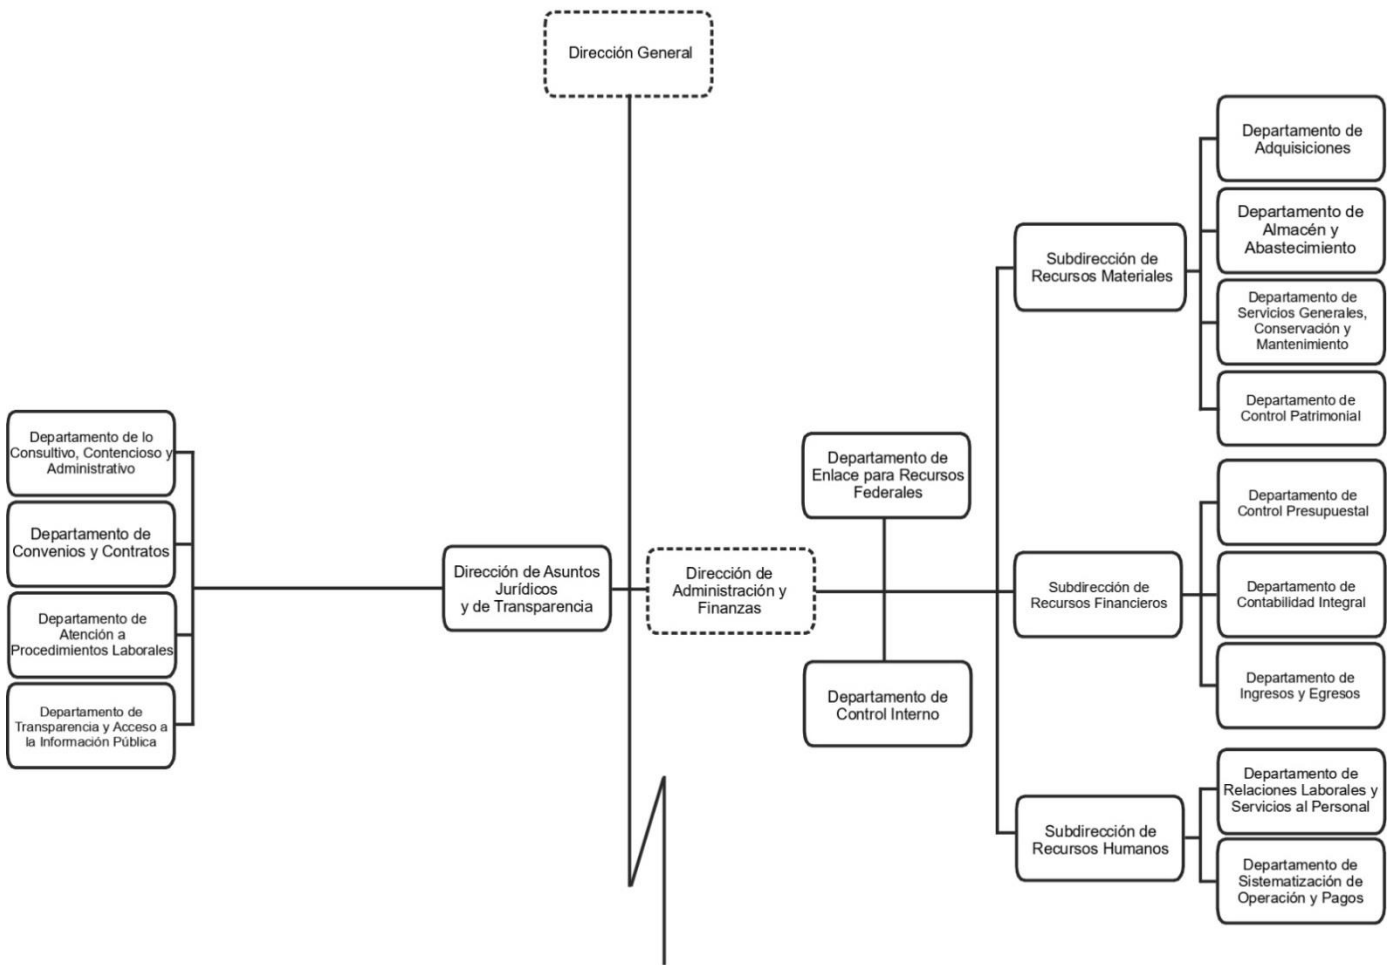 Dirección General
Departamento de
Adquisiciones
Departamento de
Almacén y
Abastecimiento
Subdirección de
Recursos Materiales
Departamento de
Servicios Generales,
Conservación y
Mantenimiento
Departamento de
Control Patrimonial
Departamento de lo
Consultivo, Contencioso y
Administrativo
Departamento de
Convenios y Contratos
Departamento de
Atención a
Procedimientos Laborales
Departamento de
Transparencia y Acceso a
la Información Pública
Dirección de Asuntos
Jurídicos
y de Transparencia
Dirección de
Administración y
Finanzas
Departamento de
Enlace para Recursos
Federales
Departamento de
Control Interno
Subdirección de
Recursos Financieros
Departamento de
Control Presupuestal
Departamento de
Contabilidad Integral
Departamento de
Ingresos y Egresos
Subdirección de
Recursos Humanos
Departamento de
Relaciones Laborales y
Servicios al Personal
Departamento de
Sistematización de
Operación y Pagos